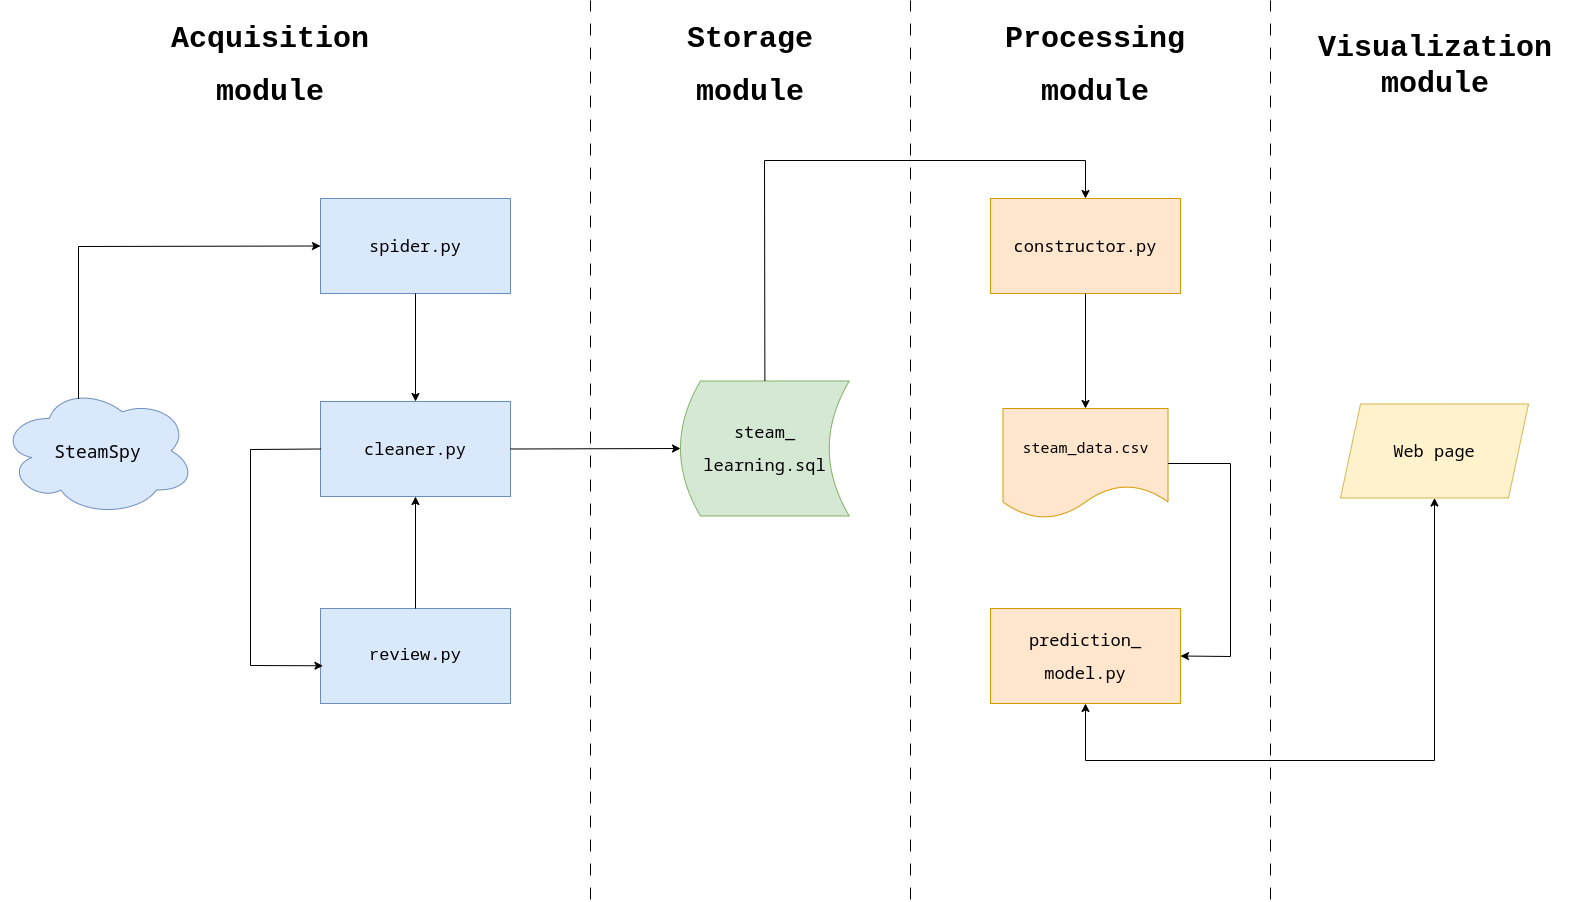 Acquisition
module
Storage
module
Processing
module
Visualization
module
spider.py
constructor.py
SteamSpy
cleaner.py
steam_
learning.sql
steam_data.csv
Web page
review.py
prediction_
model.py